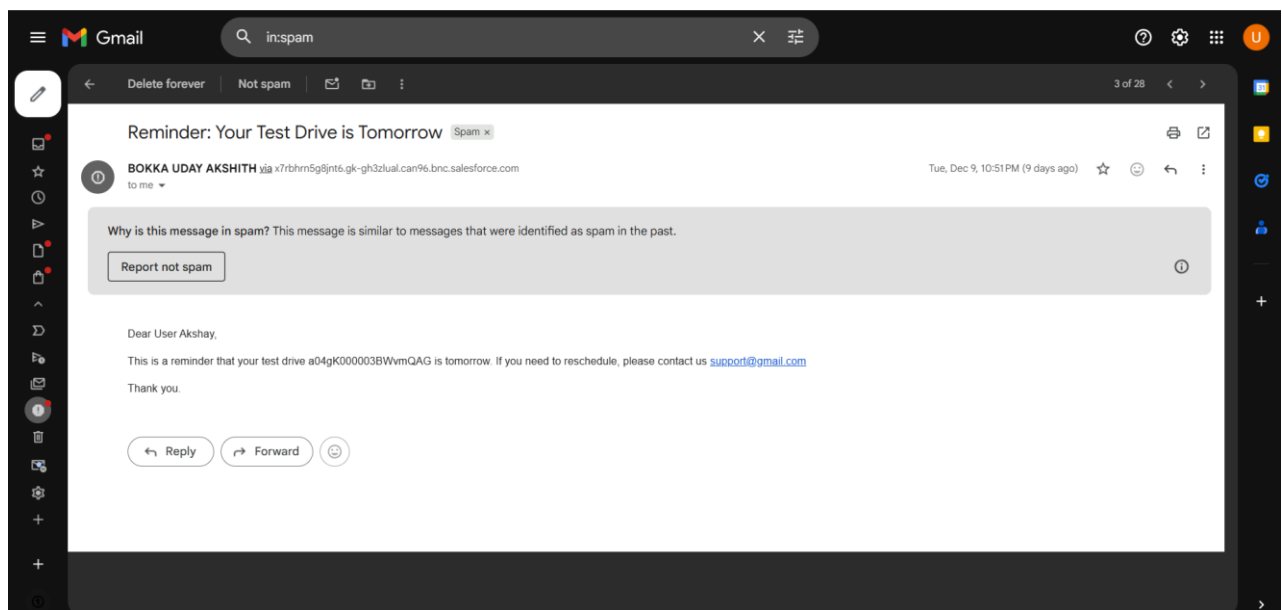 Gmail
in:spam
U
Delete forever Not spam 3 of 28
31
Reminder: Your Test Drive is Tomorrow Spam ×
BOKKA UDAY AKSHITH via x7rbhrn5g8jnt6.gk-gh3zlual.can96.bnc.salesforce.com Tue, Dec 9, 10:51 PM (9 days ago)
to me
Why is this message in spam? This message is similar to messages that were identified as spam in the past.
Report not spam
Dear User Akshay,
This is a reminder that your test drive a04gK000003BWvmQAG is tomorrow. If you need to reschedule, please contact us support@gmail.com
Thank you.
Reply Forward